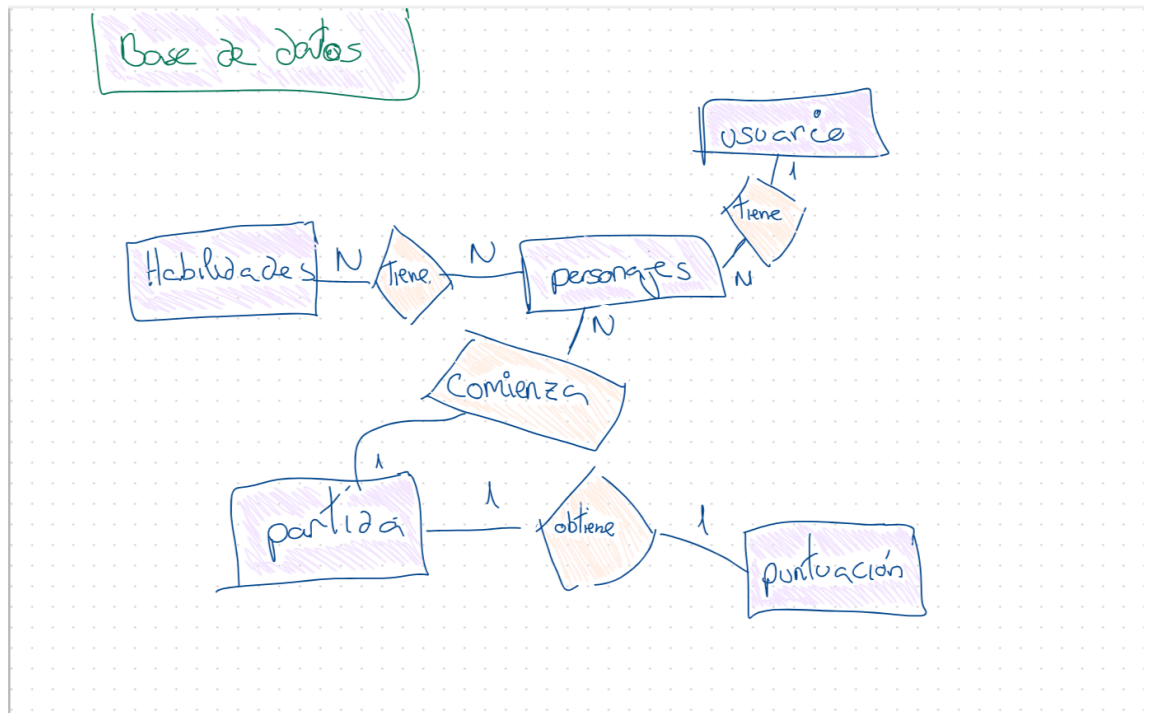 Base de datos
usuario
1
tiene
N
Habilidades
N
tiene
N
personajes
N
Comienza
1
partida
1
obtiene
1
puntuación